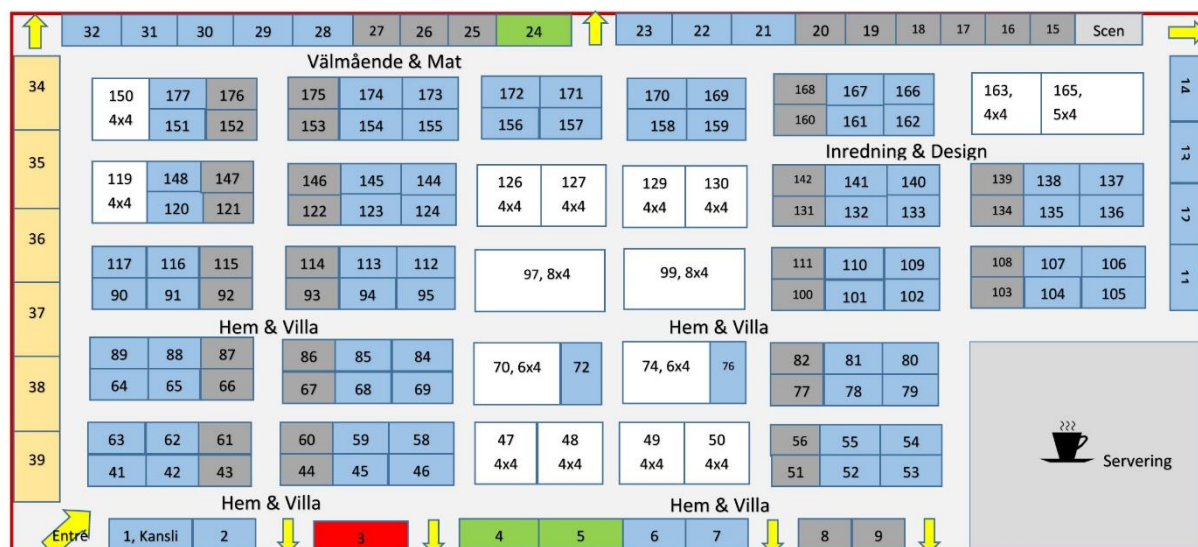 32 31 30 29 28 27 26 25 24 23 22 21 20 19 18 17 16 15 Scen
Välmående & Mat
34
150 177 176 175 174 173 172 171 170 169 168 167 166 163, 165, 14
4x4 151 152 153 154 155 156 157 158 159 160 161 162 4x4 5x4
Inredning & Design
35 13
119 148 147 146 145 144 126 127 129 130 142 141 140 139 138 137
4x4 120 121 122 123 124 4x4 4x4 4x4 4x4 131 132 133 134 135 136
36 12
117 116 115 114 113 112 97, 8x4 99, 8x4 111 110 109 108 107 106 11
90 91 92 93 94 95 100 101 102 103 104 105
37
Hem & Villa Hem & Villa
89 88 87 86 85 84 70, 6x4 72 74, 6x4 76 82 81 80
38 64 65 66 67 68 69 77 78 79
63 62 61 60 59 58 47 48 49 50 56 55 54
39 41 42 43 44 45 46 4x4 4x4 4x4 4x4 51 52 53 Servering
Hem & Villa Hem & Villa
Entré 1, Kansli 2 3 4 5 6 7 8 9